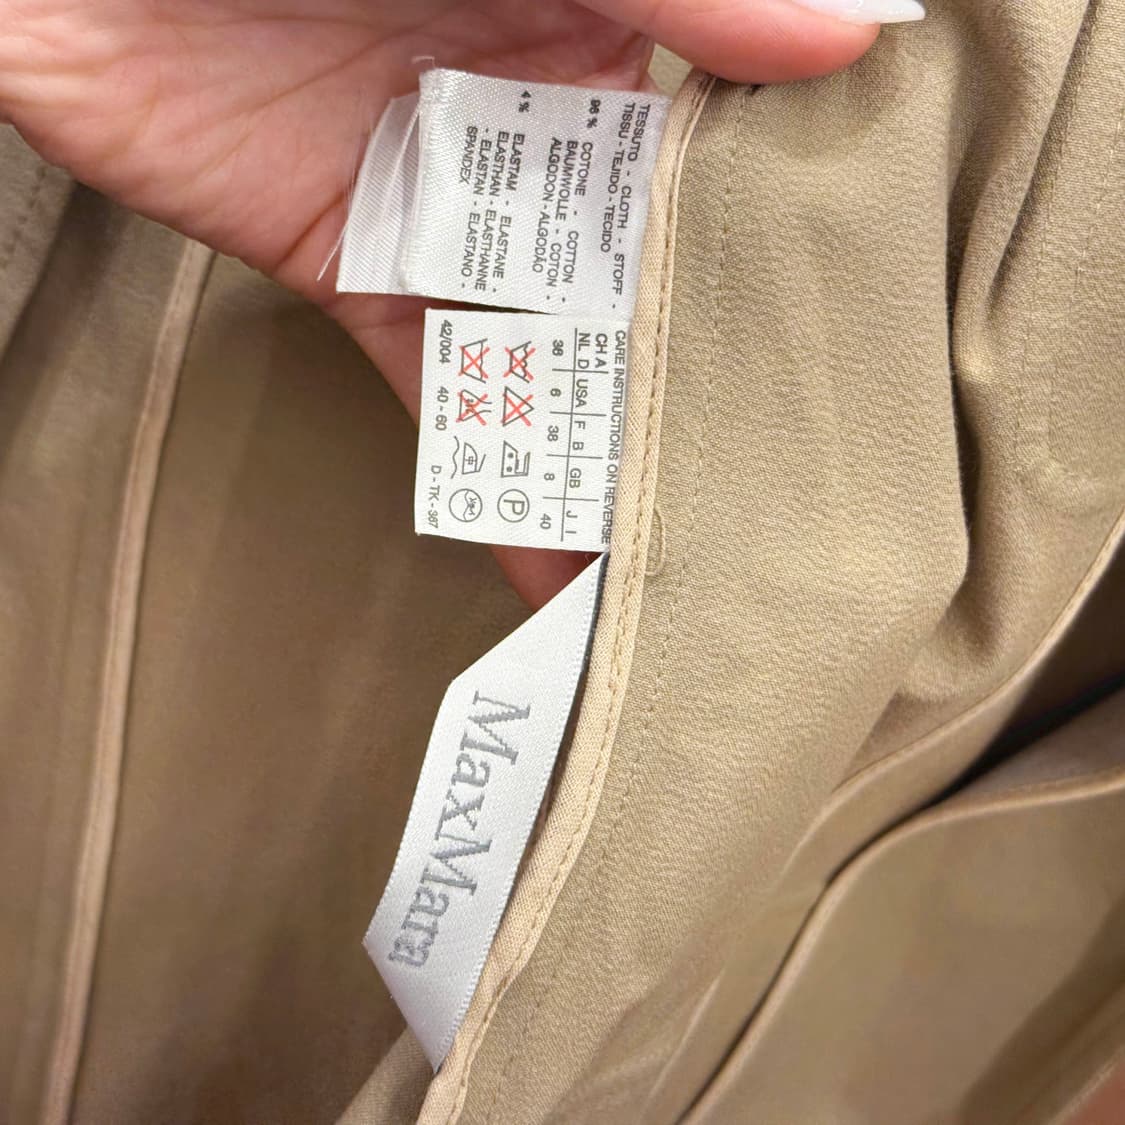 TESSUTO - CLOTH - STOFF -
TISSU - TEJIDO - TECIDO
96 % COTONE - COTTON -
BAUMWOLLE - COTON -
ALGODON - ALGODÃO
4 % ELASTAM - ELASTANE -
ELASTHAN - ELASTHANNE
- ELASTAN - ELASTANO -
SPANDEX
CARE INSTRUCTIONS ON REVERSE
CH A
NL D USA F B GB J I
36 6 38 8 40
P
42/004 40 - 60 D - TK - 367
MaxMara